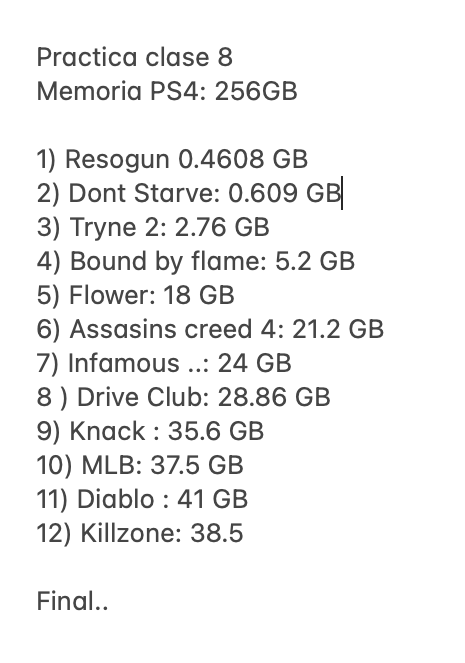 Practica clase 8
Memoria PS4: 256GB
1) Resogun 0.4608 GB
2) Dont Starve: 0.609 GB
3) Tryne 2: 2.76 GB
4) Bound by flame: 5.2 GB
5) Flower: 18 GB
6) Assasins creed 4: 21.2 GB
7) Infamous ..: 24 GB
8 ) Drive Club: 28.86 GB
9) Knack : 35.6 GB
10) MLB: 37.5 GB
11) Diablo : 41 GB
12) Killzone: 38.5
Final..